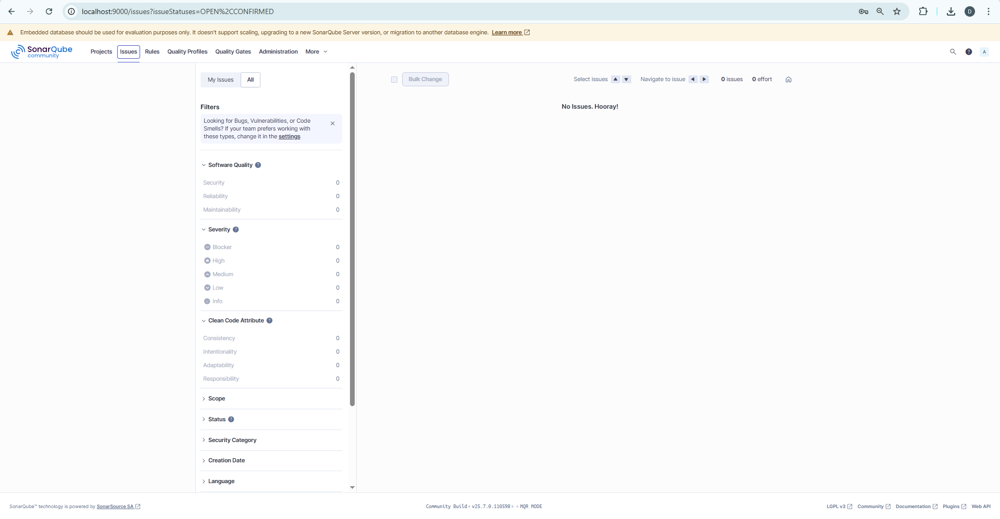 localhost:9000/issues?issueStatuses=OPEN%2CCONFIRMED
D
Embedded database should be used for evaluation purposes only. It doesn't support scaling, upgrading to a new SonarQube Server version, or migration to another database engine. Learn more
SonarQube
community
Projects
Issues
Rules
Quality Profiles
Quality Gates
Administration
More
?
A
My Issues
All
Filters
Looking for Bugs, Vulnerabilities, or Code
Smells? If your team prefers working with
these types, change it in the settings
Software Quality ?
Security 0
Reliability 0
Maintainability 0
Severity ?
Blocker 0
High 0
Medium 0
Low 0
Info 0
Clean Code Attribute ?
Consistency 0
Intentionality 0
Adaptability 0
Responsibility 0
Scope
Status ?
Security Category
Creation Date
Language
Bulk Change
Select issues
Navigate to issue
0 issues
0 effort
No Issues. Hooray!
SonarQube™ technology is powered by SonarSource SA
Community Build • v25.7.0.110598 • • MQR MODE
LGPL v3
Community
Documentation
Plugins
Web API